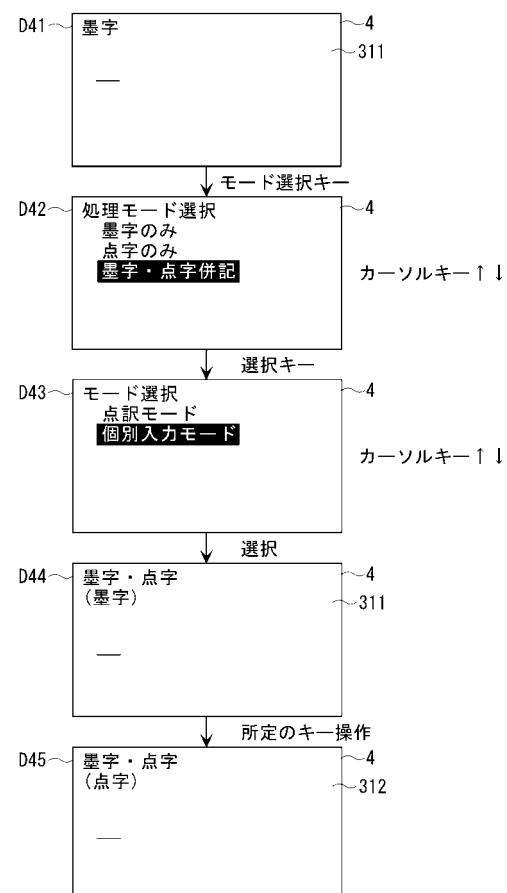 D41 墨字 4
311
モード選択キー
D42 処理モード選択 4
墨字のみ
点字のみ
墨字・点字併記 カーソルキー↑↓
選択キー
D43 モード選択 4
点訳モード
個別入力モード
カーソルキー↑↓
選択
D44 墨字・点字 4
(墨字) 311
所定のキー操作
D45 墨字・点字 4
(点字) 312